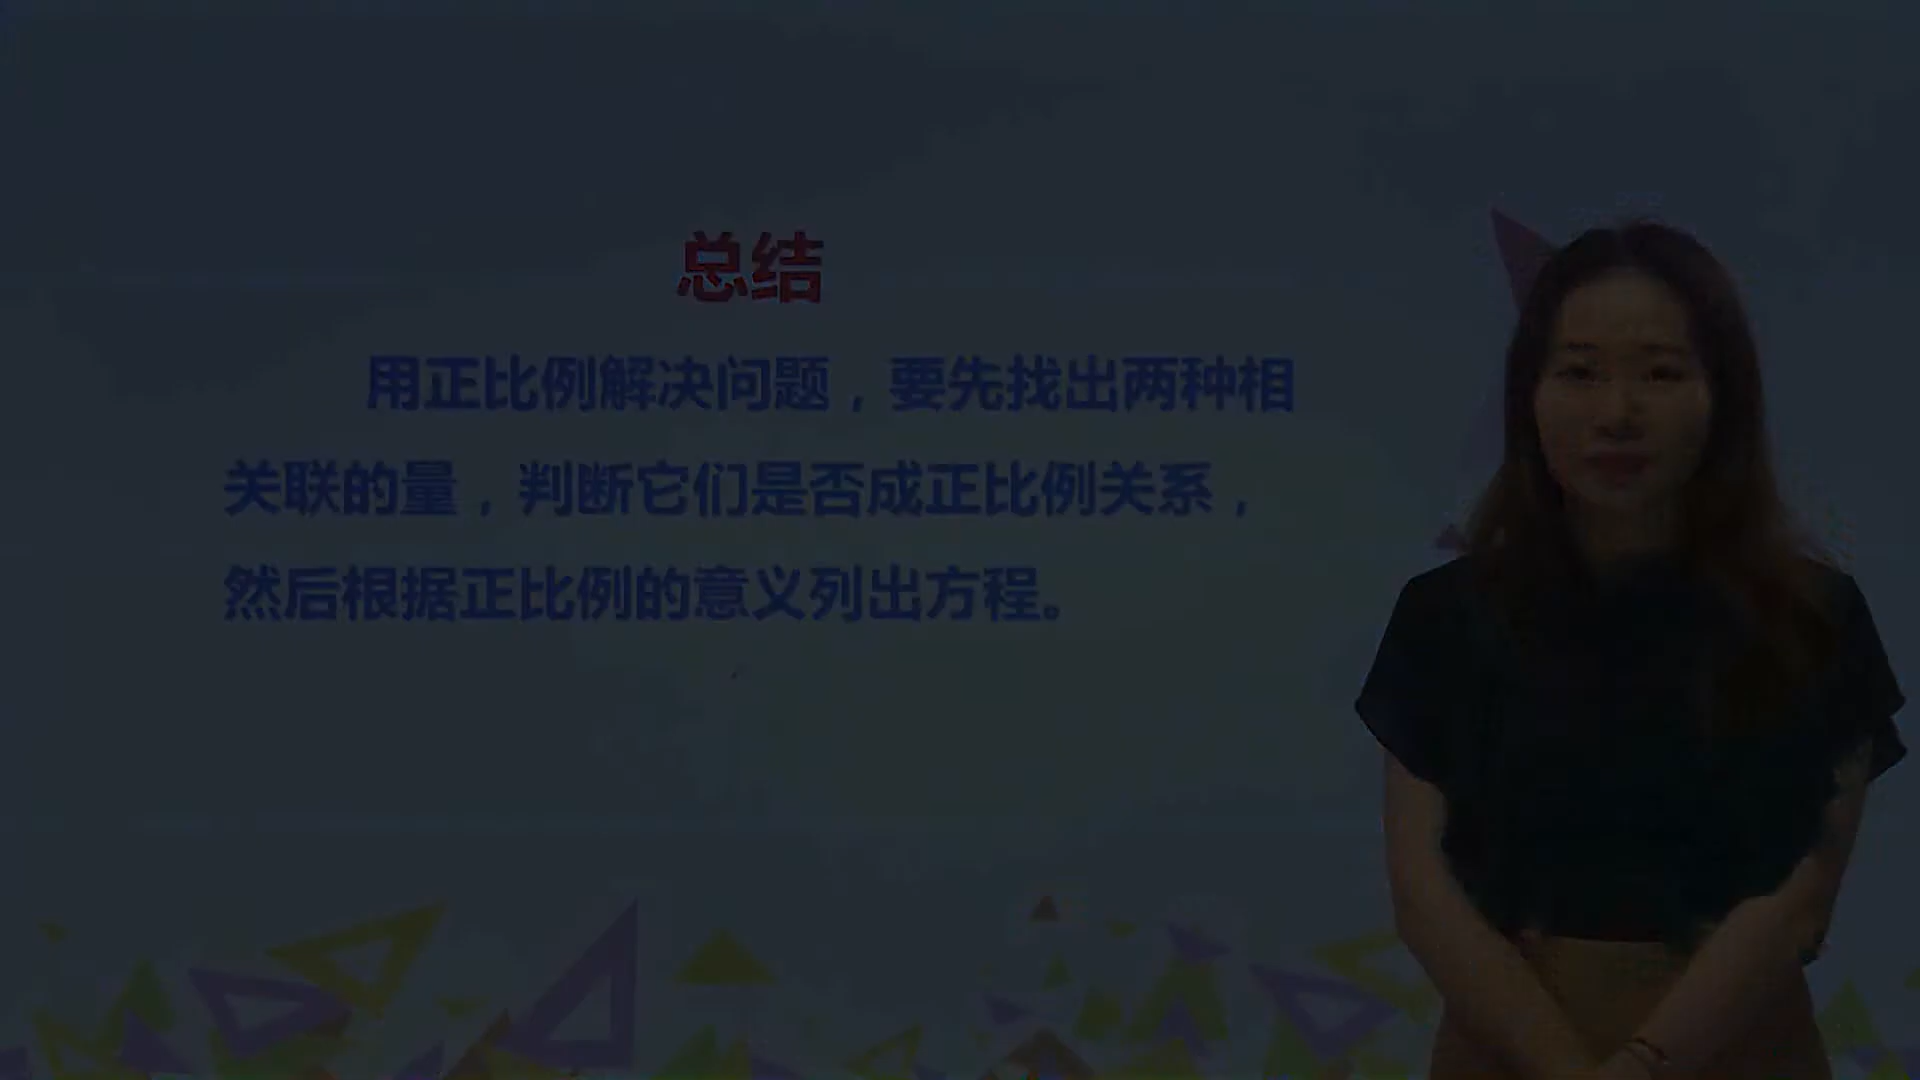 总结
用正比例解决问题，要先找出两种相
关联的量，判断它们是否成正比例关系，
然后根据正比例的意义列出方程。